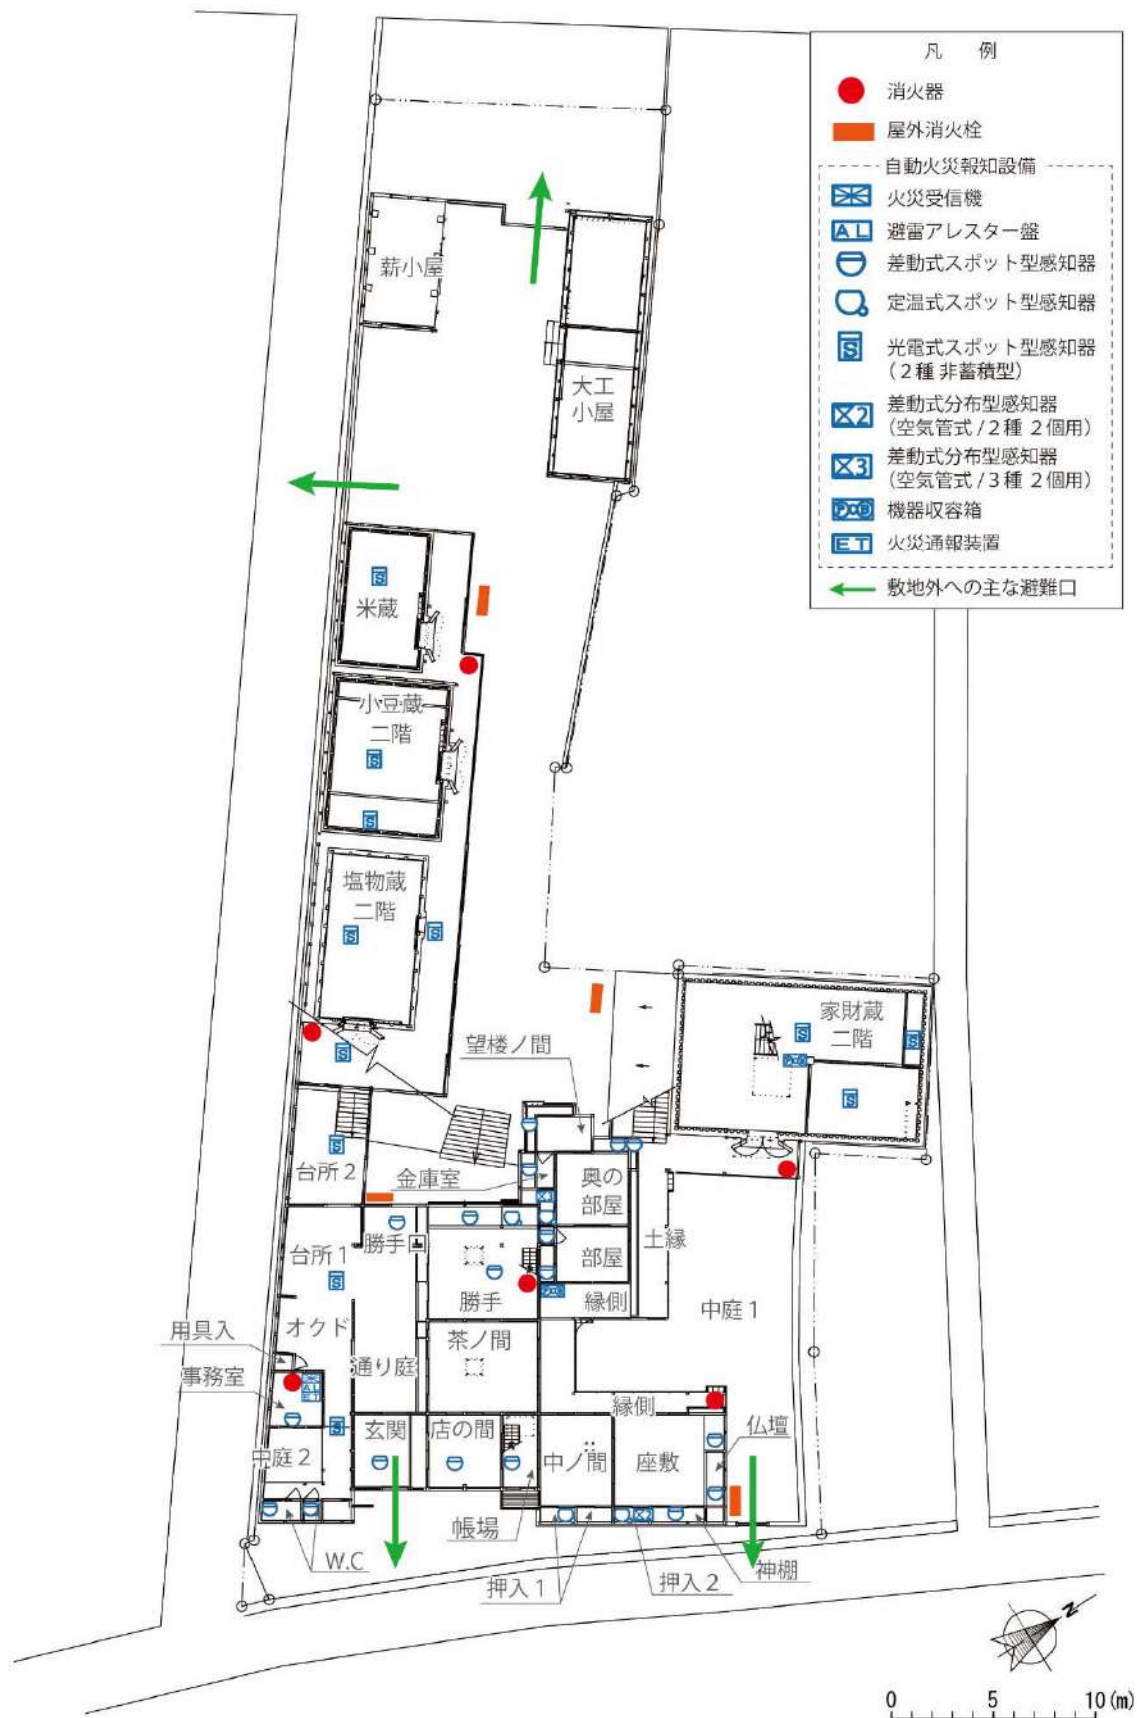 凡 例
消火器
屋外消火栓
自動火災報知設備
火災受信機
AL
避雷アレスター盤
差動式スポット型感知器
定温式スポット型感知器
S
光電式スポット型感知器
(2種 非蓄積型)
2
差動式分布型感知器
(空気管式/2種 2個用)
3
差動式分布型感知器
(空気管式/3種 2個用)
PⒷ
機器収容箱
ET
火災通報装置
敷地外への主な避難口
薪小屋
大工
小屋
S
米蔵
小豆蔵
二階
S
S
塩物蔵
二階
S
S
S
望楼ノ間
家財蔵
二階
S
S
S
S
台所2
金庫室
奥の
部屋
3
台所1
勝手
土縁
部屋
S
勝手
縁側
中庭1
オクド
用具入
茶ノ間
通り庭
事務室
AL
ET
縁側
S
玄関
店の間
仏壇
中庭2
中ノ間
座敷
2
帳場
W.C
押入1
押入2
神棚
N
0 5 10(m)